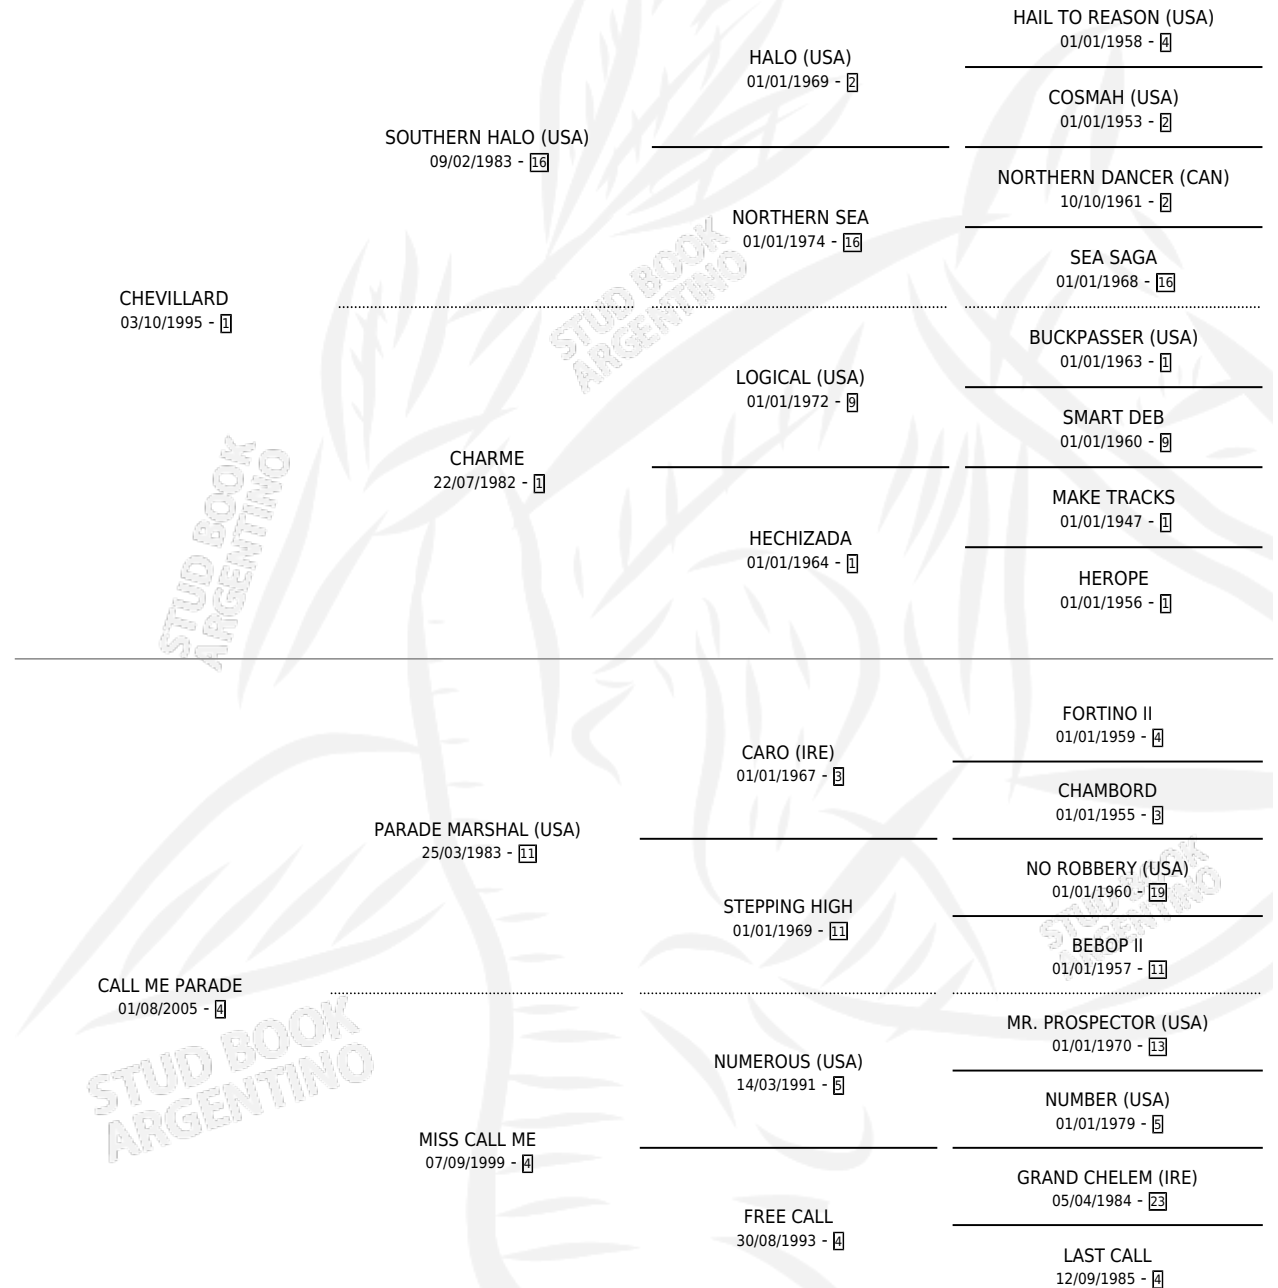 HAIL TO REASON (USA)
01/01/1958 - 4
HALO (USA)
01/01/1969 - 2
COSMAH (USA)
01/01/1953 - 2
SOUTHERN HALO (USA)
09/02/1983 - 16
NORTHERN DANCER (CAN)
10/10/1961 - 2
NORTHERN SEA
01/01/1974 - 16
SEA SAGA
01/01/1968 - 16
CHEVILLARD
03/10/1995 - 1
STUD BOOK
ARGENTINO
BUCKPASSER (USA)
01/01/1963 - 1
LOGICAL (USA)
01/01/1972 - 9
SMART DEB
01/01/1960 - 9
CHARME
22/07/1982 - 1
MAKE TRACKS
01/01/1947 - 1
HECHIZADA
01/01/1964 - 1
HEROPE
01/01/1956 - 1
STUD BOOK
ARGENTINO
FORTINO II
01/01/1959 - 4
CARO (IRE)
01/01/1967 - 3
CHAMBORD
01/01/1955 - 3
PARADE MARSHAL (USA)
25/03/1983 - 11
NO ROBBERY (USA)
01/01/1960 - 19
STEPPING HIGH
01/01/1969 - 11
STUD BOOK
ARGENTINO
BEBOP II
01/01/1957 - 11
CALL ME PARADE
01/08/2005 - 4
MR. PROSPECTOR (USA)
01/01/1970 - 13
NUMEROUS (USA)
14/03/1991 - 5
STUD BOOK
ARGENTINO
NUMBER (USA)
01/01/1979 - 5
MISS CALL ME
07/09/1999 - 4
GRAND CHELEM (IRE)
05/04/1984 - 23
FREE CALL
30/08/1993 - 4
LAST CALL
12/09/1985 - 4